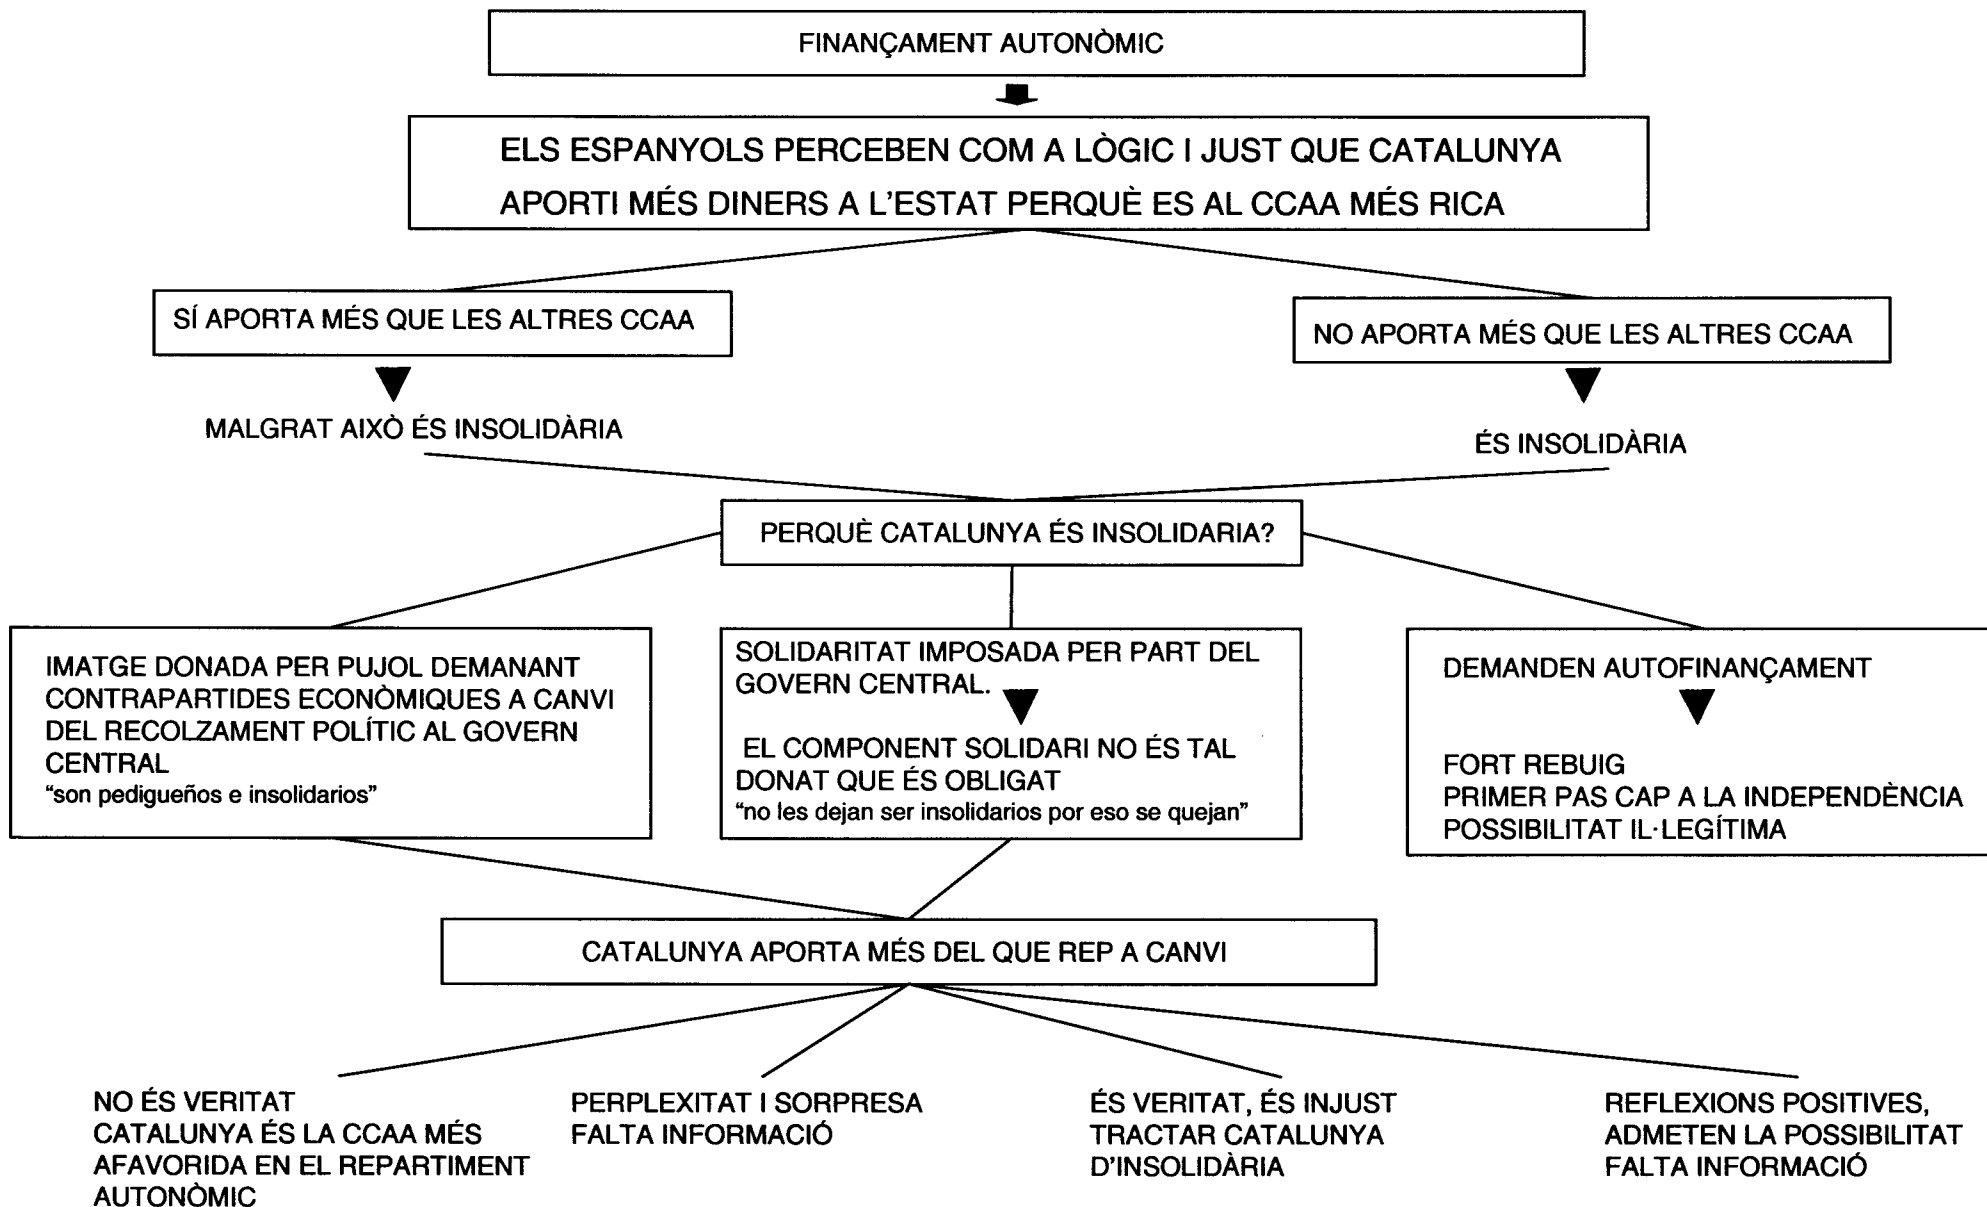 FINANÇAMENT AUTONÒMIC
ELS ESPANYOLS PERCEBEN COM A LÒGIC I JUST QUE CATALUNYA
APORTI MÉS DINERS A L'ESTAT PERQUÈ ES AL CCAA MÉS RICA
SÍ APORTA MÉS QUE LES ALTRES CCAA
NO APORTA MÉS QUE LES ALTRES CCAA
MALGRAT AIXÒ ÉS INSOLIDÀRIA
ÉS INSOLIDÀRIA
PERQUÈ CATALUNYA ÉS INSOLIDARIA?
IMATGE DONADA PER PUJOL DEMANANT
CONTRAPARTIDES ECONÒMIQUES A CANVI
DEL RECOLZAMENT POLÍTIC AL GOVERN
CENTRAL
“son pedigueños e insolidarios”
SOLIDARITAT IMPOSADA PER PART DEL
GOVERN CENTRAL.
EL COMPONENT SOLIDARI NO ÉS TAL
DONAT QUE ÉS OBLIGAT
“no les dejan ser insolidarios por eso se quejan”
DEMANDEN AUTOFINANÇAMENT
FORT REBUIG
PRIMER PAS CAP A LA INDEPENDÈNCIA
POSSIBILITAT IL·LEGÍTIMA
CATALUNYA APORTA MÉS DEL QUE REP A CANVI
NO ÉS VERITAT
CATALUNYA ÉS LA CCAA MÉS
AFAVORIDA EN EL REPARTIMENT
AUTONÒMIC
PERPLEXITAT I SORPRESA
FALTA INFORMACIÓ
ÉS VERITAT, ÉS INJUST
TRACTAR CATALUNYA
D'INSOLIDÀRIA
REFLEXIONS POSITIVES,
ADMETEN LA POSSIBILITAT
FALTA INFORMACIÓ